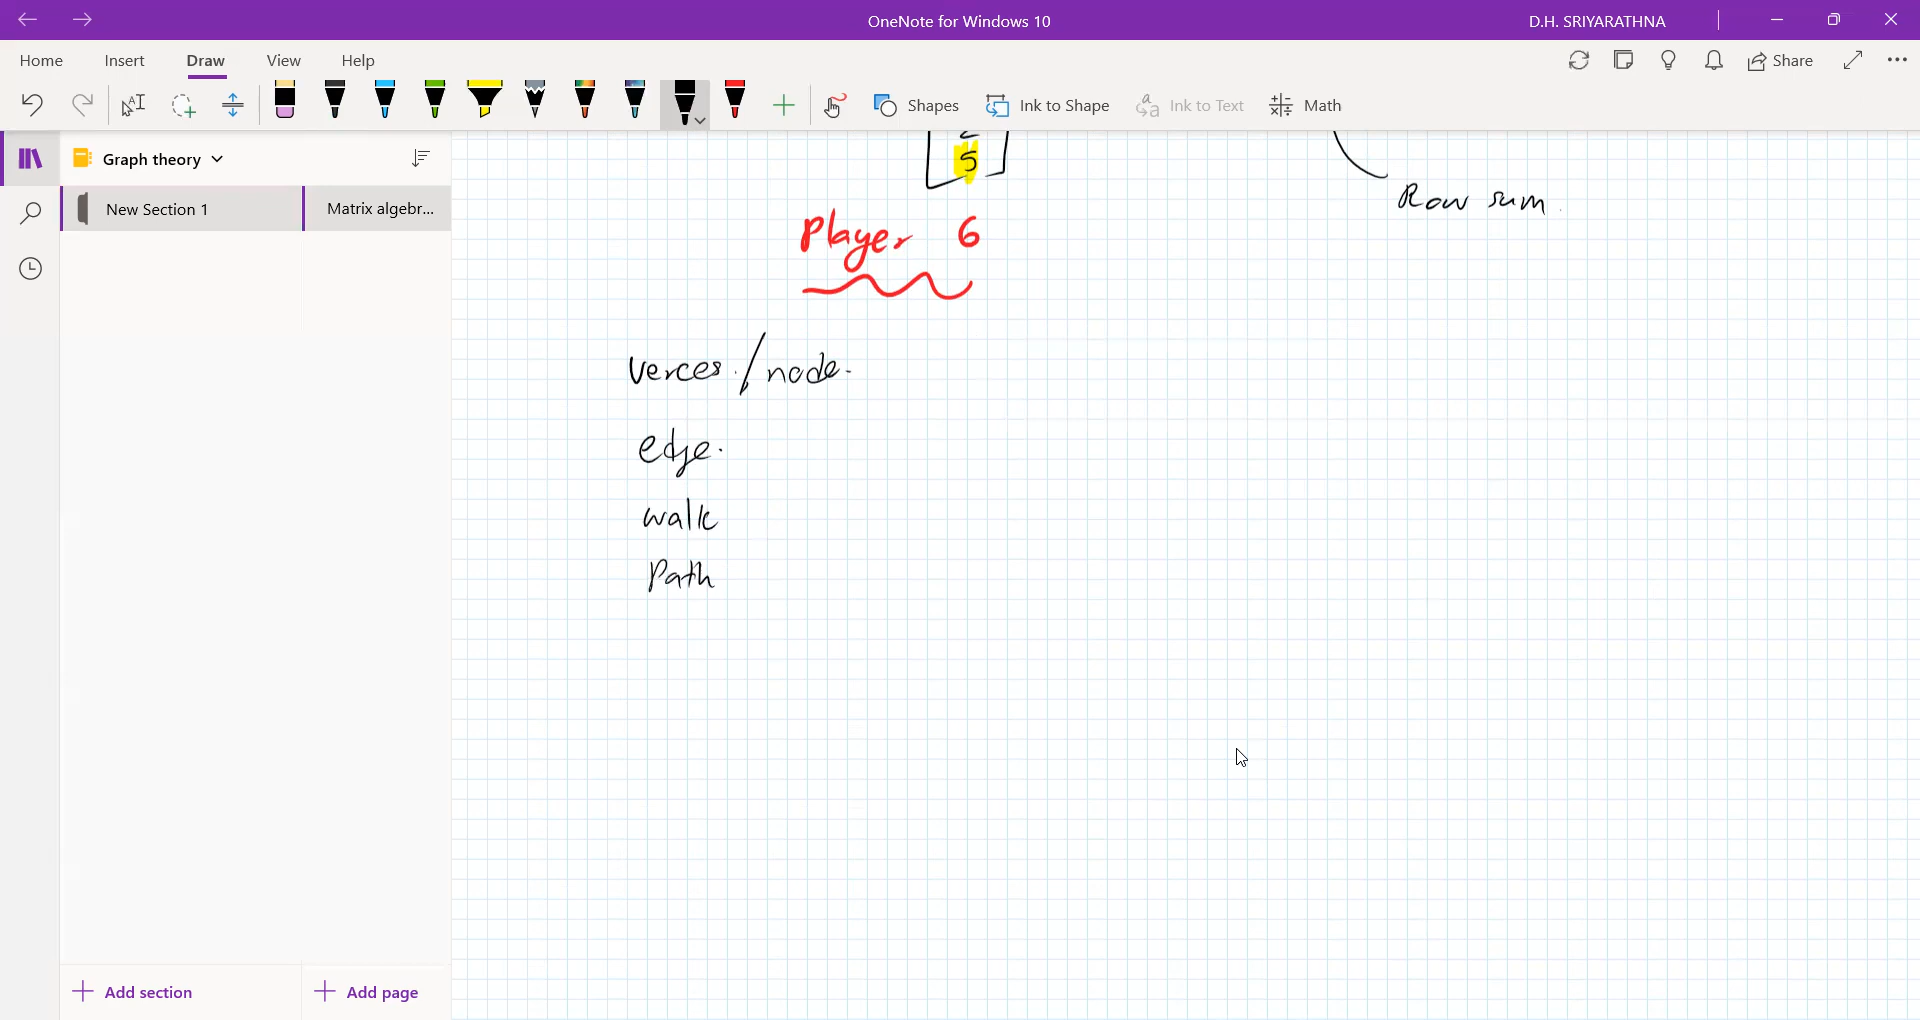 OneNote for Windows 10
D.H. SRIYARATHNA
Home Insert Draw View Help
Share
Shapes Ink to Shape Ink to Text Math
Graph theory
New Section 1
Matrix algebr...
5
Row sum.
Player 6
Verces./node.
edge.
walk
Path
Add section
Add page